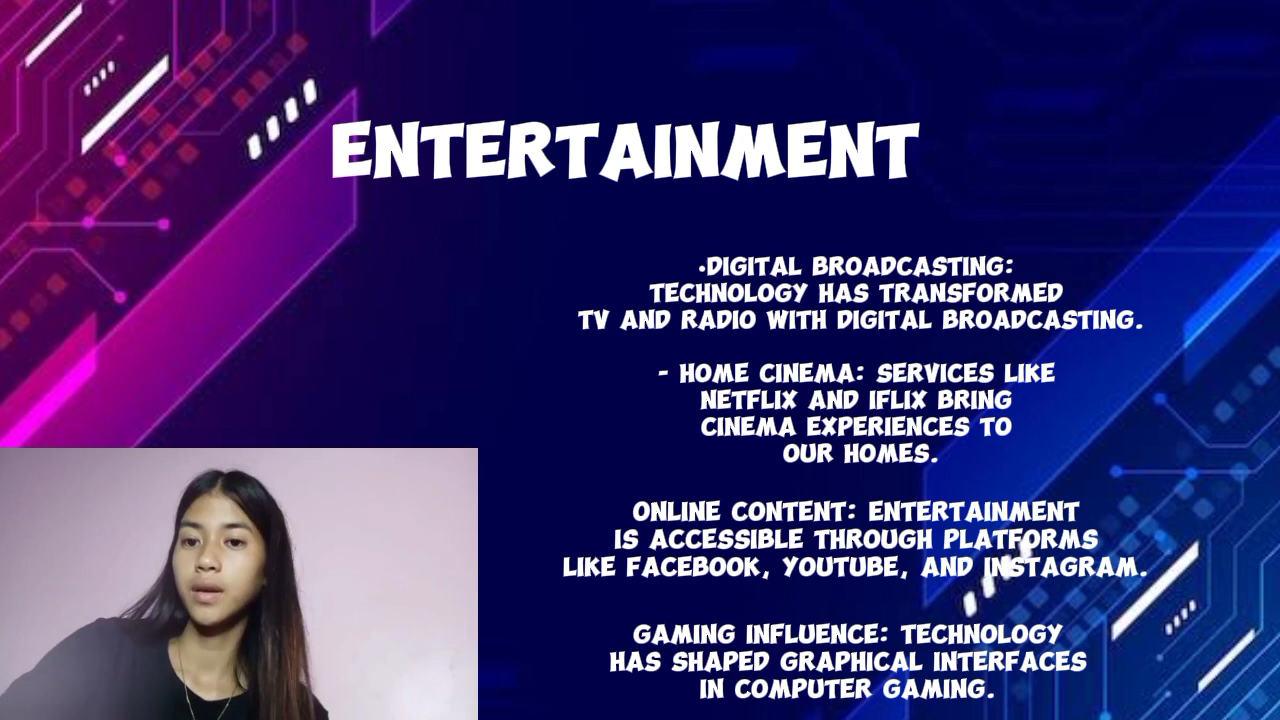 ENTERTAINMENT
•DIGITAL BROADCASTING:
TECHNOLOGY HAS TRANSFORMED
TV AND RADIO WITH DIGITAL BROADCASTING.
- HOME CINEMA: SERVICES LIKE
NETFLIX AND IFLIX BRING
CINEMA EXPERIENCES TO
OUR HOMES.
ONLINE CONTENT: ENTERTAINMENT
IS ACCESSIBLE THROUGH PLATFORMS
LIKE FACEBOOK, YOUTUBE, AND INSTAGRAM.
GAMING INFLUENCE: TECHNOLOGY
HAS SHAPED GRAPHICAL INTERFACES
IN COMPUTER GAMING.